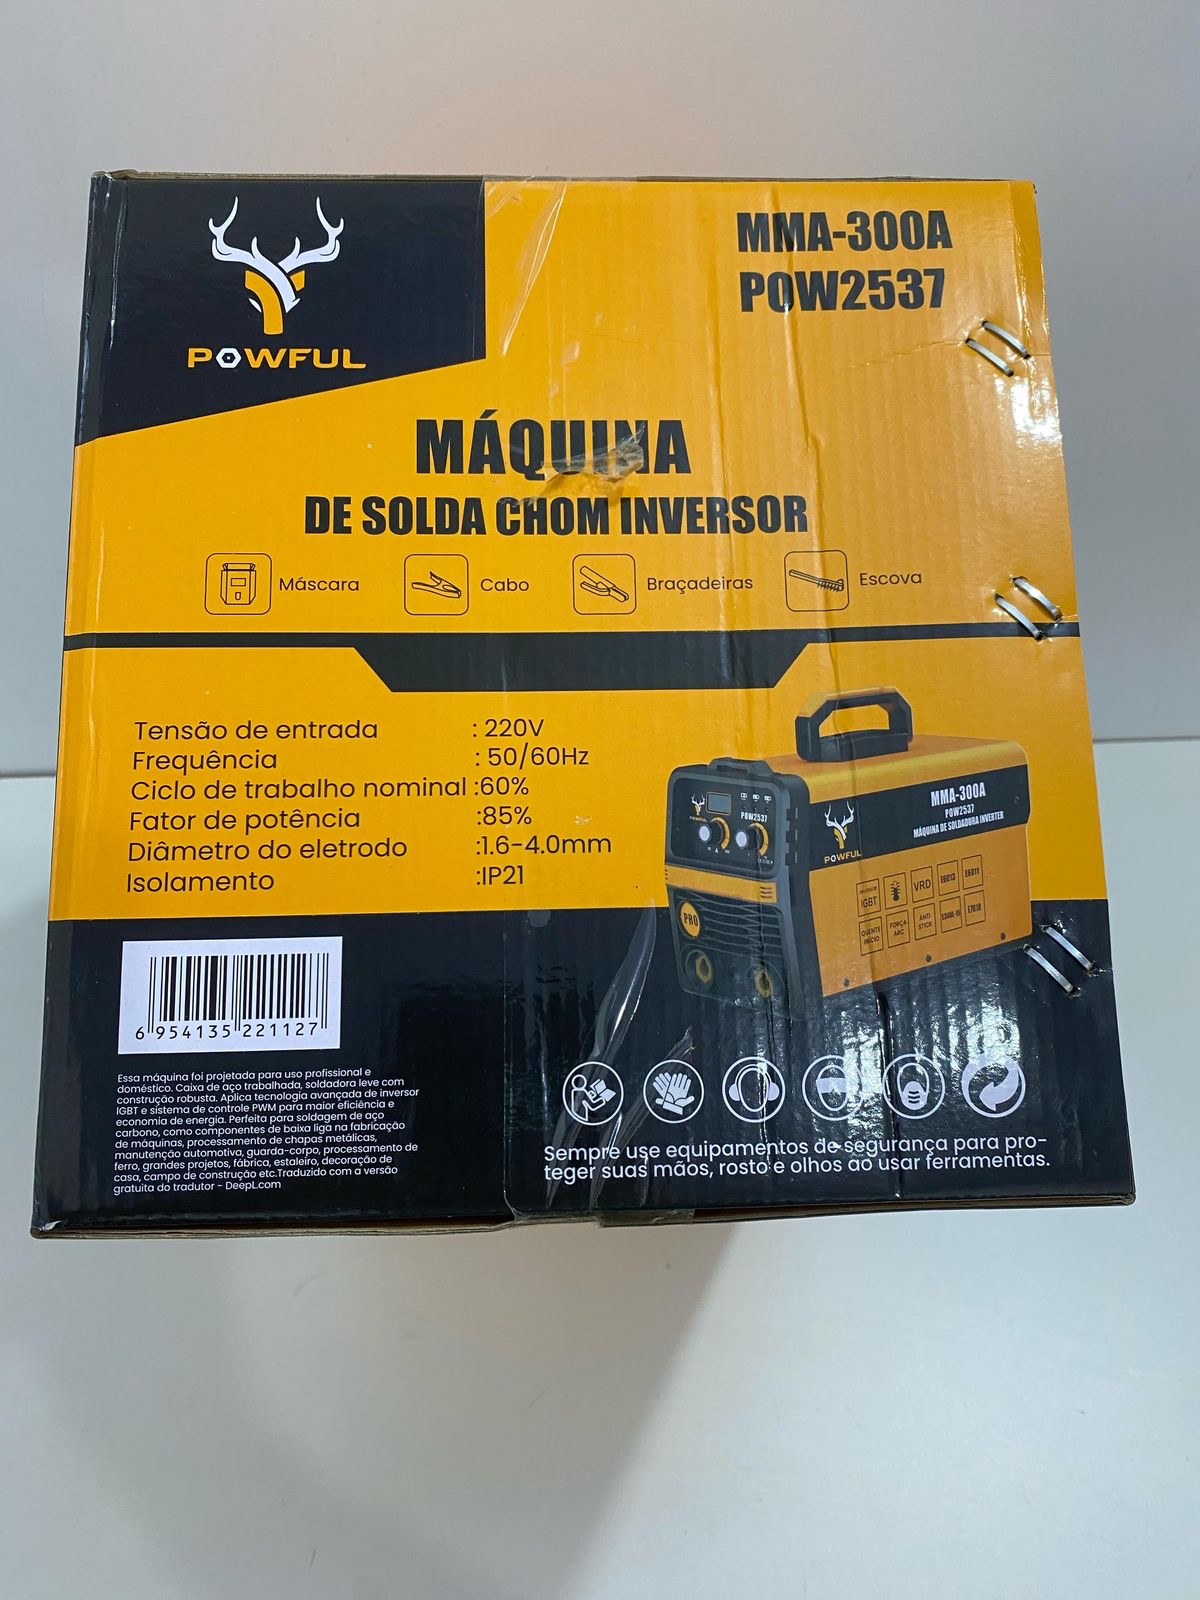 POWFUL
MMA-300A
POW2537
MÁQUINA
DE SOLDA CHOM INVERSOR
Máscara
Cabo
Braçadeiras
Escova
Tensão de entrada : 220V
Frequência : 50/60Hz
Ciclo de trabalho nominal :60%
Fator de potência :85%
Diâmetro do eletrodo :1.6-4.0mm
Isolamento :IP21
POWFUL
POW2537
A
PRO
MMA-300A
POW2537
MÁQUINA DE SOLDADURA INVERTER
POWFUL
INVERSOR IGBT
VRD
E6013
E6011
QUENTE INÍCIO
FORÇA ARC
ANTI STICK
E7018
6 954135 221127
Essa máquina foi projetada para uso profissional e
doméstico. Caixa de aço trabalhada, soldadora leve com
construção robusta. Aplica tecnologia avançada de inversor
IGBT e sistema de controle PWM para maior eficiência e
economia de energia. Perfeita para soldagem de aço
carbono, como componentes de baixa liga na fabricação
de máquinas, processamento de chapas metálicas,
manutenção automotiva, guarda-corpo, processamento de
ferro, grandes projetos, fábrica, estaleiro, decoração de
casa, campo de construção etc.Traduzido com a versão
gratuita do tradutor - DeepL.com
Sempre use equipamentos de segurança para pro-
teger suas mãos, rosto e olhos ao usar ferramentas.